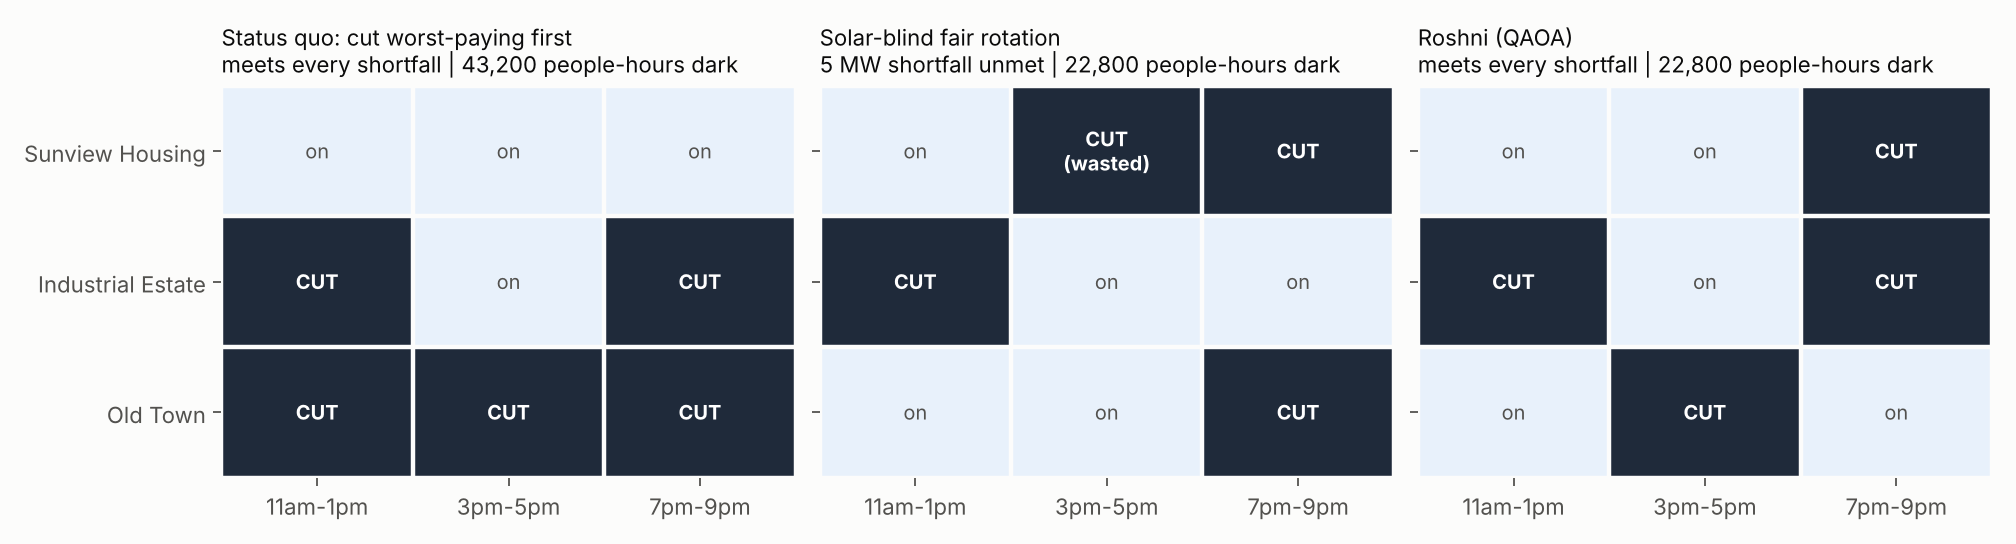 Status quo: cut worst-paying first
meets every shortfall | 43,200 people-hours dark
Solar-blind fair rotation
5 MW shortfall unmet | 22,800 people-hours dark
Roshni (QAOA)
meets every shortfall | 22,800 people-hours dark
Sunview Housing
on
on
on
on
CUT
(wasted)
CUT
on
on
CUT
Industrial Estate
CUT
on
CUT
CUT
on
on
CUT
on
CUT
Old Town
CUT
CUT
CUT
on
on
CUT
on
CUT
on
11am-1pm
3pm-5pm
7pm-9pm
11am-1pm
3pm-5pm
7pm-9pm
11am-1pm
3pm-5pm
7pm-9pm